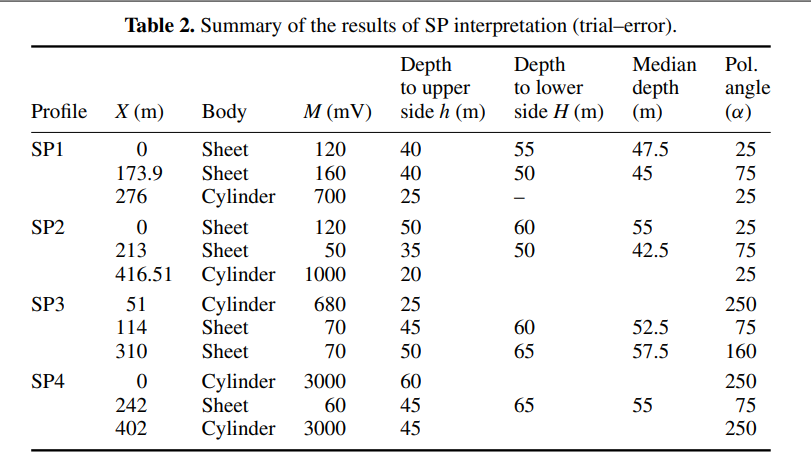 Table 2. Summary of the results of SP interpretation (trial–error).
Depth Depth Median Pol.
to upper to lower depth angle
Profile X (m) Body M (mV) side h (m) side H (m) (m) (α)
SP1 0 Sheet 120 40 55 47.5 25
173.9 Sheet 160 40 50 45 75
276 Cylinder 700 25 – 25
SP2 0 Sheet 120 50 60 55 25
213 Sheet 50 35 50 42.5 75
416.51 Cylinder 1000 20 25
SP3 51 Cylinder 680 25 250
114 Sheet 70 45 60 52.5 75
310 Sheet 70 50 65 57.5 160
SP4 0 Cylinder 3000 60 250
242 Sheet 60 45 65 55 75
402 Cylinder 3000 45 250